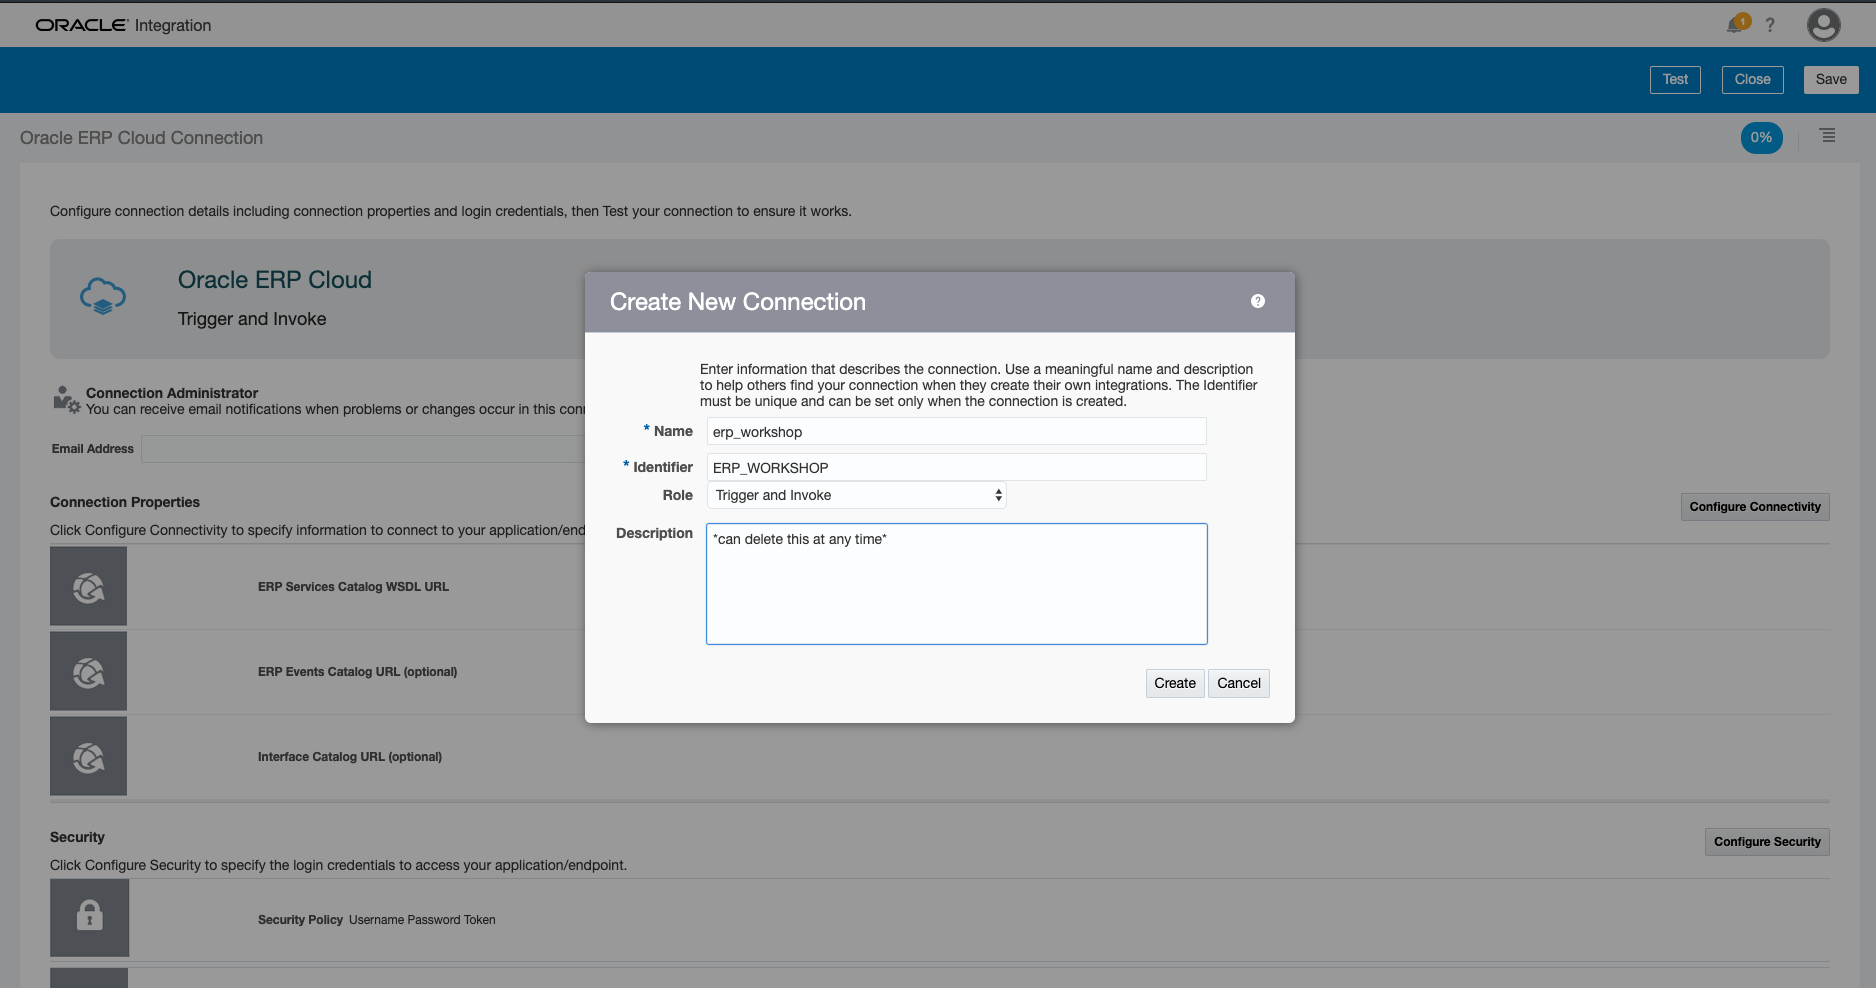 ORACLE Integration
1
?
Test
Close
Save
Oracle ERP Cloud Connection
0%
Configure connection details including connection properties and login credentials, then Test your connection to ensure it works.
Oracle ERP Cloud
Trigger and Invoke
Connection Administrator
You can receive email notifications when problems or changes occur in this con
Email Address
Connection Properties
Click Configure Connectivity to specify information to connect to your application/end
Configure Connectivity
ERP Services Catalog WSDL URL
ERP Events Catalog URL (optional)
Interface Catalog URL (optional)
Security
Click Configure Security to specify the login credentials to access your application/endpoint.
Configure Security
Security Policy Username Password Token
Create New Connection
?
Enter information that describes the connection. Use a meaningful name and description
to help others find your connection when they create their own integrations. The Identifier
must be unique and can be set only when the connection is created.
* Name erp_workshop
* Identifier ERP_WORKSHOP
Role Trigger and Invoke
Description *can delete this at any time*
Create
Cancel